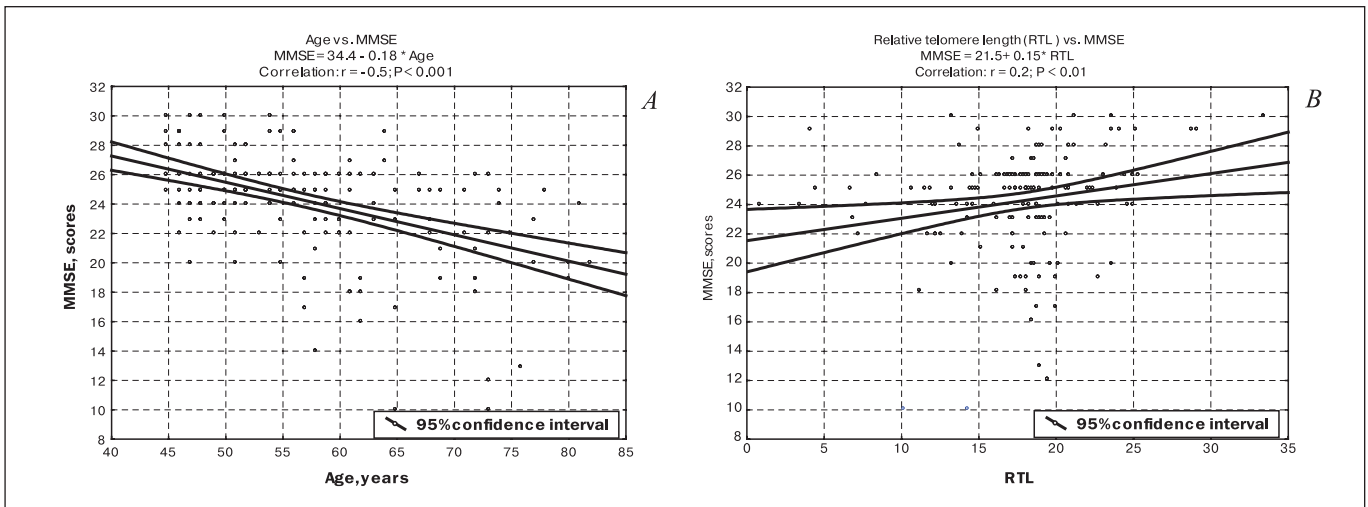 Age vs. MMSE
MMSE = 34.4 - 0.18 * Age
Correlation: r = -0.5; P < 0.001
A
32
30
28
26
24
22
20
18
16
14
12
10
8
MMSE, scores
95% confidence interval
40 45 50 55 60 65 70 75 80 85
Age, years
Relative telomere length (RTL) vs. MMSE
MMSE = 21.5+ 0.15* RTL
Correlation: r = 0.2; P < 0.01
B
32
30
28
26
24
22
20
18
16
14
12
10
8
MMSE, scores
95% confidence interval
0 5 10 15 20 25 30 35
RTL